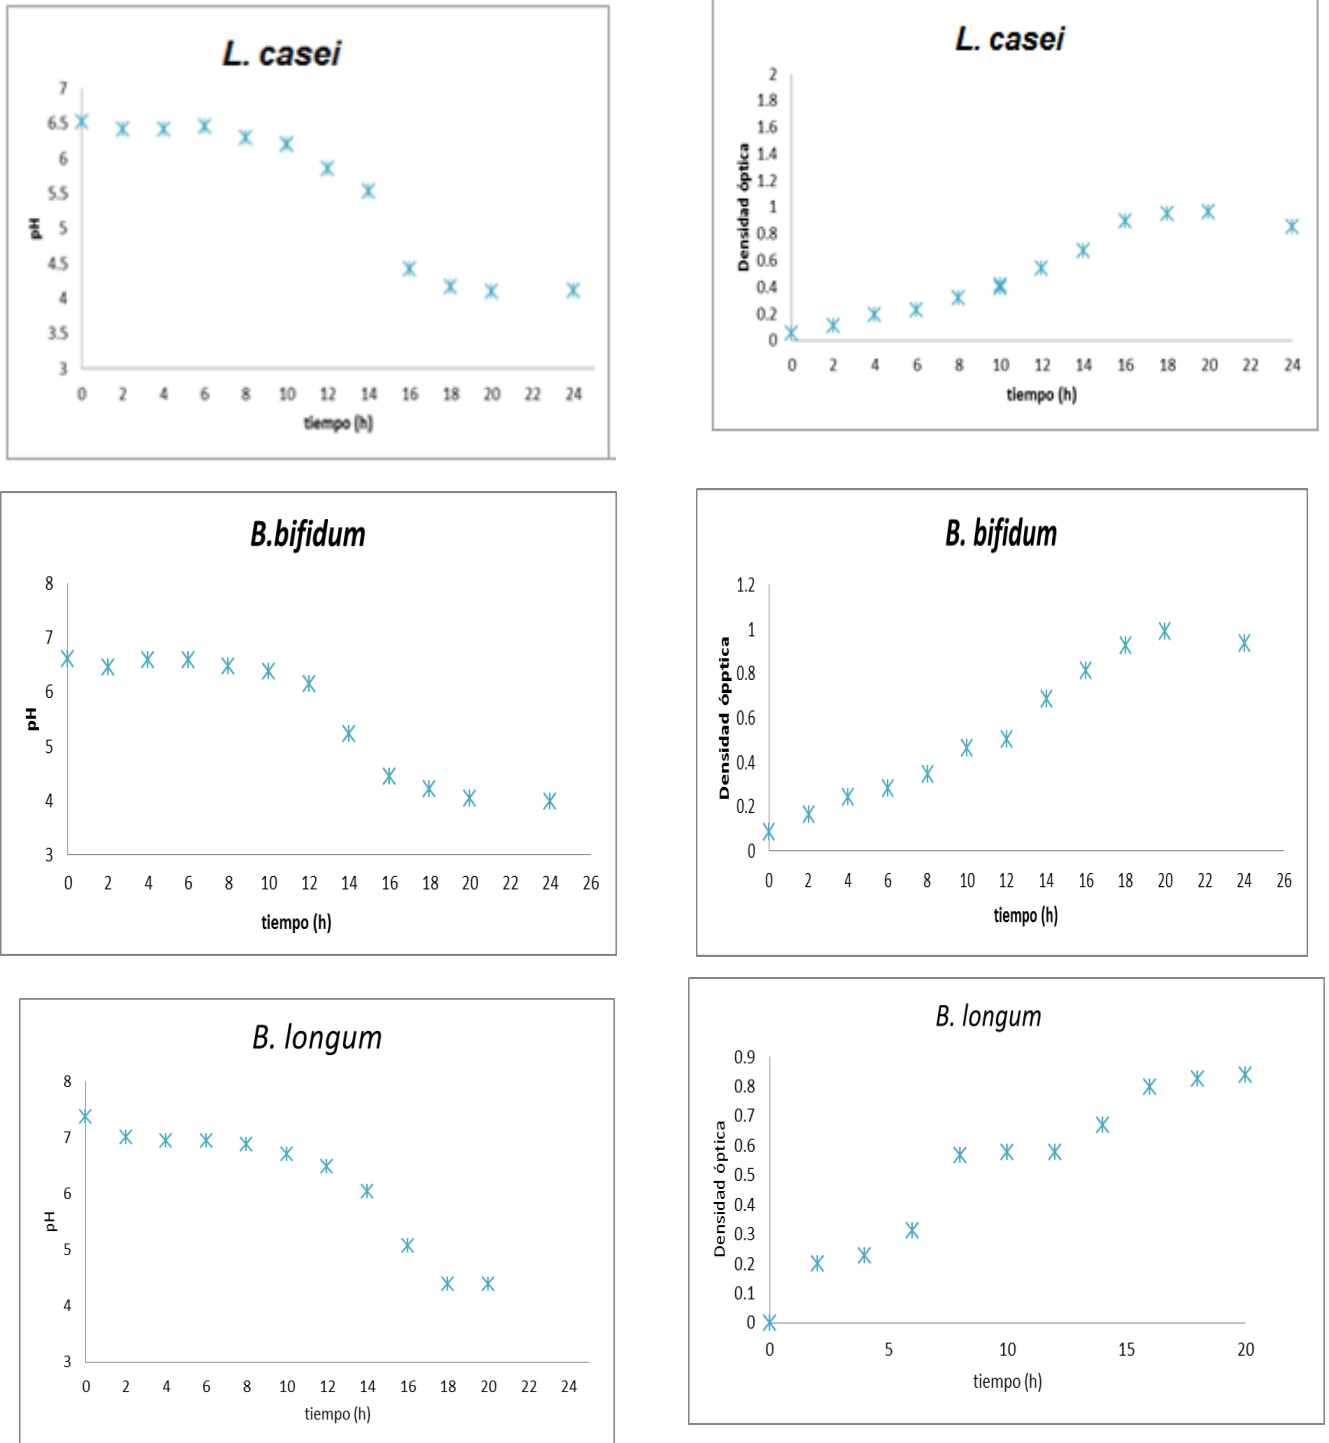 L. casei
7
6.5
6
5.5
5
4.5
4
3.5
3
pH
0 2 4 6 8 10 12 14 16 18 20 22 24
tiempo (h)
L. casei
2
1.8
1.6
1.4
1.2
1
0.8
0.6
0.4
0.2
0
Densidad óptica
0 2 4 6 8 10 12 14 16 18 20 22 24
tiempo (h)
B.bifidum
8
7
6
5
4
3
pH
0 2 4 6 8 10 12 14 16 18 20 22 24 26
tiempo (h)
B. bifidum
1.2
1
0.8
0.6
0.4
0.2
0
Densidad ópptica
0 2 4 6 8 10 12 14 16 18 20 22 24 26
tiempo (h)
B. longum
8
7
6
5
4
3
pH
0 2 4 6 8 10 12 14 16 18 20 22 24
tiempo (h)
B. longum
0.9
0.8
0.7
0.6
0.5
0.4
0.3
0.2
0.1
0
Densidad óptica
0 5 10 15 20
tiempo (h)